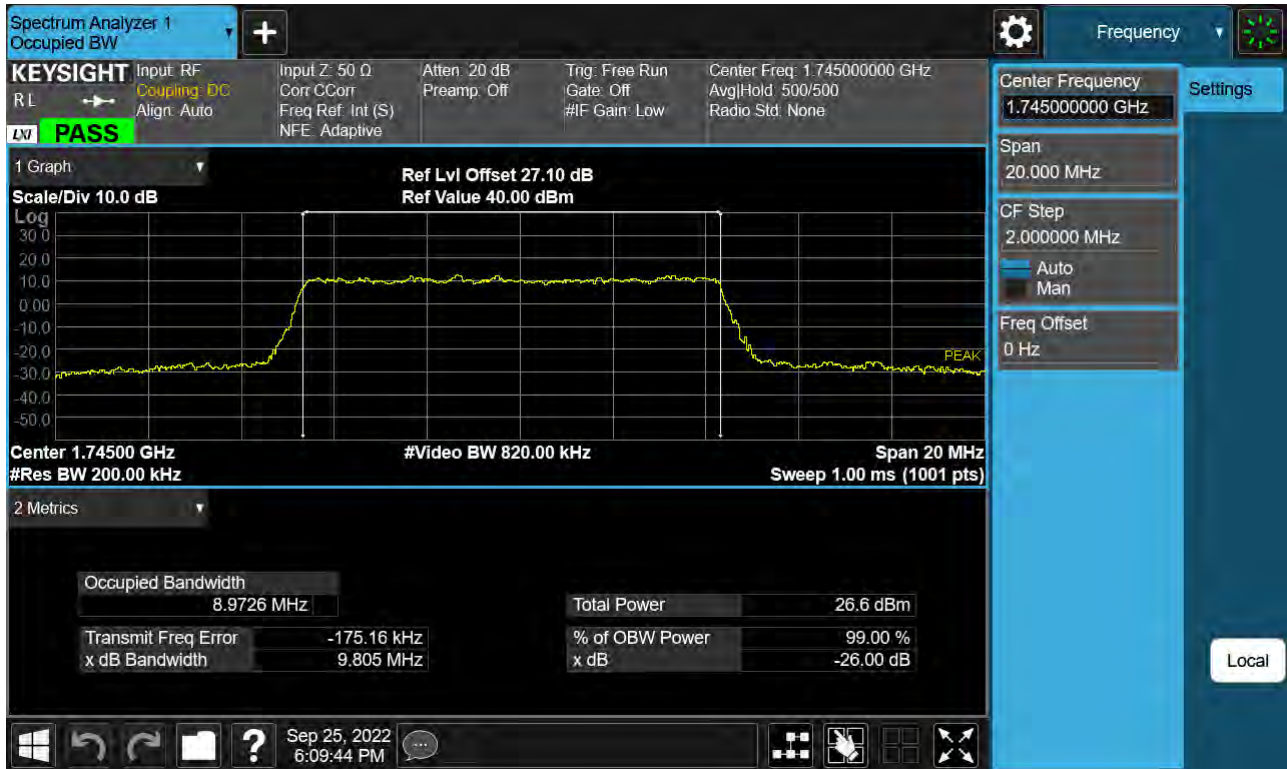 Spectrum Analyzer 1
Occupied BW
Frequency
KEYSIGHT
RL
LXI
PASS
Input: RF
Coupling: DC
Align: Auto
Input Z: 50 Ω
Corr CCorr
Freq Ref: Int (S)
NFE: Adaptive
Atten: 20 dB
Preamp: Off
Trig: Free Run
Gate: Off
#IF Gain: Low
Center Freq: 1.745000000 GHz
Avg|Hold: 500/500
Radio Std: None
Center Frequency
1.745000000 GHz
Settings
Span
20.000 MHz
CF Step
2.000000 MHz
Auto
Man
Freq Offset
0 Hz
1 Graph
Scale/Div 10.0 dB
Ref Lvl Offset 27.10 dB
Ref Value 40.00 dBm
Log
30.0
20.0
10.0
0.00
-10.0
-20.0
-30.0
-40.0
-50.0
PEAK
Center 1.74500 GHz
#Video BW 820.00 kHz
Span 20 MHz
#Res BW 200.00 kHz
Sweep 1.00 ms (1001 pts)
2 Metrics
Occupied Bandwidth
8.9726 MHz
Total Power 26.6 dBm
Transmit Freq Error -175.16 kHz
% of OBW Power 99.00 %
x dB Bandwidth 9.805 MHz
x dB -26.00 dB
Local
?
Sep 25, 2022
6:09:44 PM